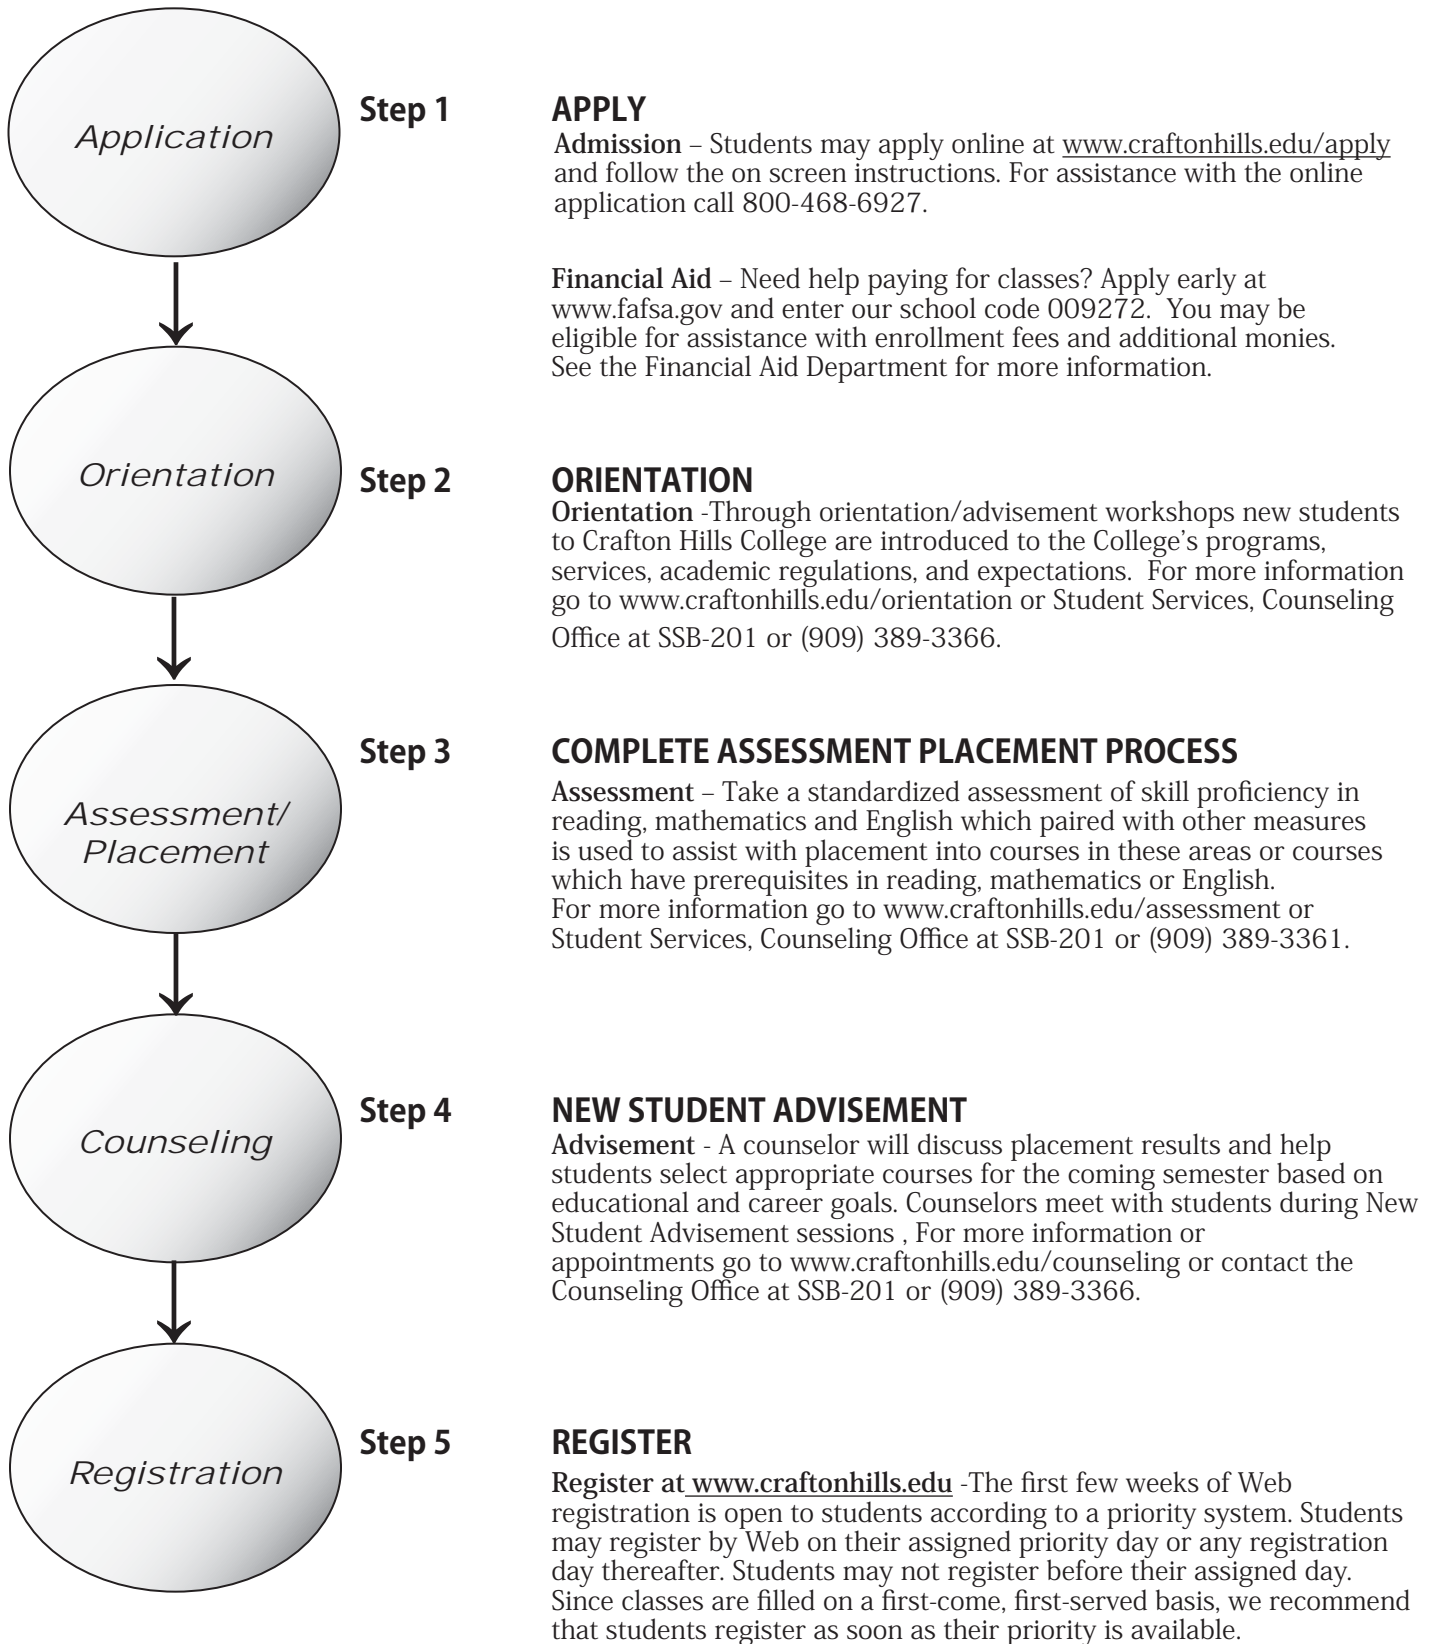 Application
Step 1
APPLY
Admission – Students may apply online at www.craftonhills.edu/apply
and follow the on screen instructions. For assistance with the online
application call 800-468-6927.
Financial Aid – Need help paying for classes? Apply early at
www.fafsa.gov and enter our school code 009272.  You may be
eligible for assistance with enrollment fees and additional monies.
See the Financial Aid Department for more information.
Orientation
Step 2
ORIENTATION
Orientation -Through orientation/advisement workshops new students
to Crafton Hills College are introduced to the College’s programs,
services, academic regulations, and expectations.  For more information
go to www.craftonhills.edu/orientation or Student Services, Counseling
Office at SSB-201 or (909) 389-3366.
Assessment/
Placement
Step 3
COMPLETE ASSESSMENT PLACEMENT PROCESS
Assessment – Take a standardized assessment of skill proficiency in
reading, mathematics and English which paired with other measures
is used to assist with placement into courses in these areas or courses
which have prerequisites in reading, mathematics or English.
For more information go to www.craftonhills.edu/assessment or
Student Services, Counseling Office at SSB-201 or (909) 389-3361.
Counseling
Step 4
NEW STUDENT ADVISEMENT
Advisement - A counselor will discuss placement results and help
students select appropriate courses for the coming semester based on
educational and career goals. Counselors meet with students during New
Student Advisement sessions , For more information or
appointments go to www.craftonhills.edu/counseling or contact the
Counseling Office at SSB-201 or (909) 389-3366.
Registration
Step 5
REGISTER
Register at www.craftonhills.edu -The first few weeks of Web
registration is open to students according to a priority system. Students
may register by Web on their assigned priority day or any registration
day thereafter. Students may not register before their assigned day.
Since classes are filled on a first-come, first-served basis, we recommend
that students register as soon as their priority is available.